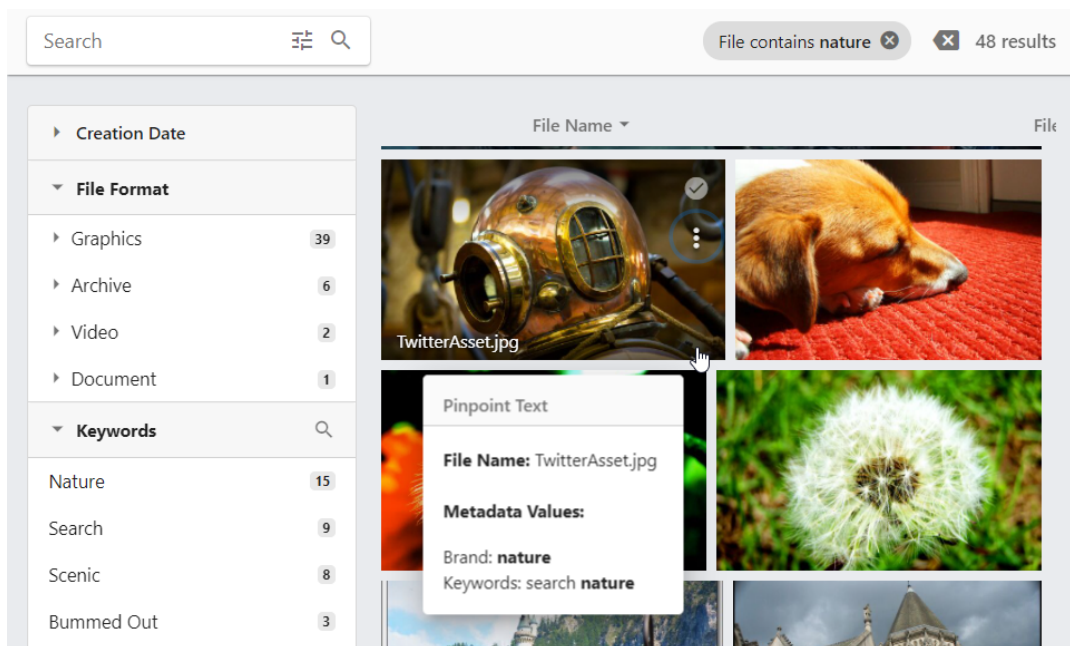 Search
File contains nature
48 results
Creation Date
File Format
Graphics 39
Archive 6
Video 2
Document 1
Keywords
Nature 15
Search 9
Scenic 8
Bummed Out 3
File Name
TwitterAsset.jpg
Pinpoint Text
File Name: TwitterAsset.jpg
Metadata Values:
Brand: nature
Keywords: search nature